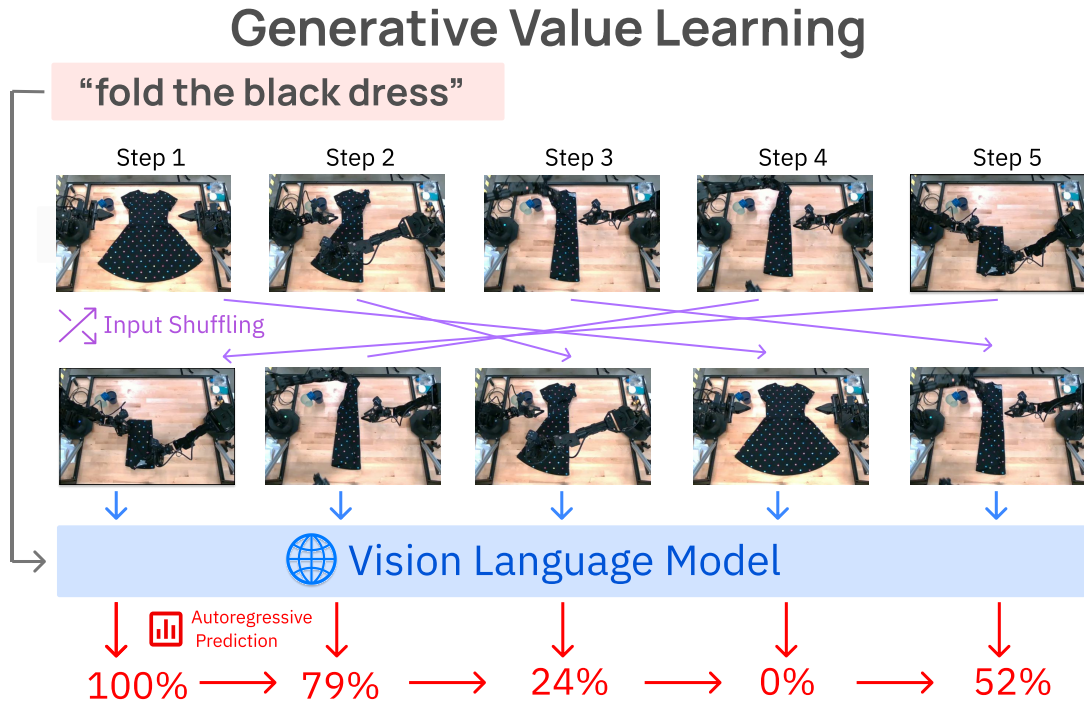 Generative Value Learning
“fold the black dress”
Step 1
Step 2
Step 3
Step 4
Step 5
Input Shuffling
Vision Language Model
Autoregressive
Prediction
100%
79%
24%
0%
52%